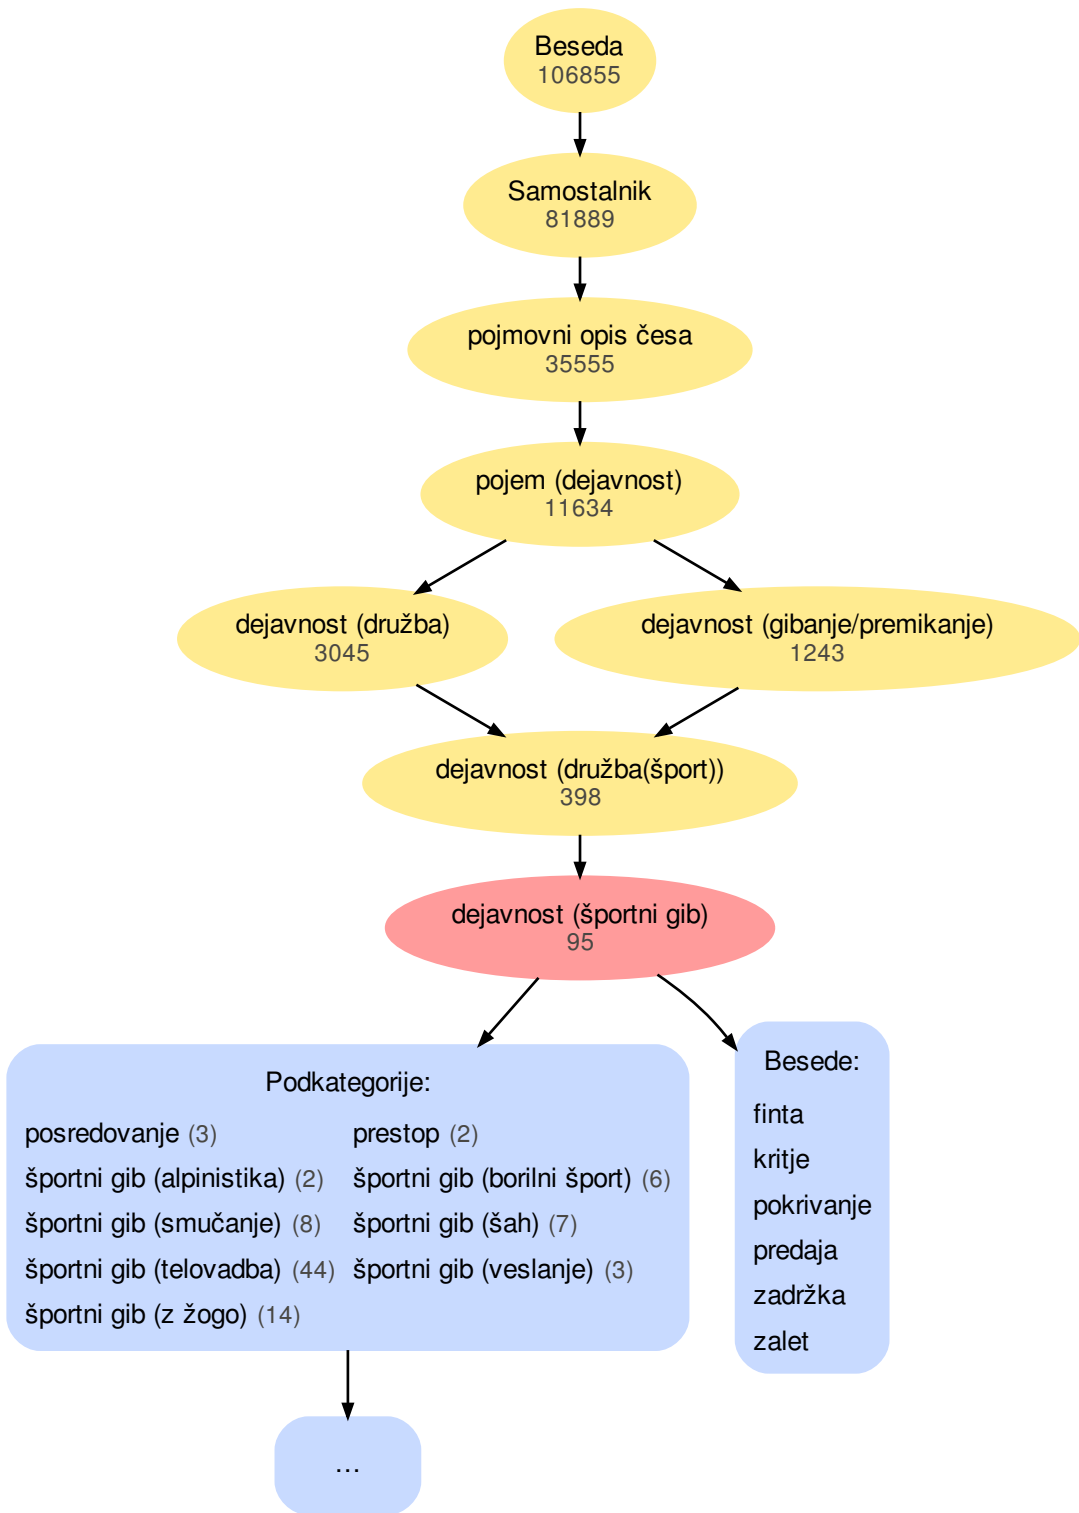 Beseda
106855
Samostalnik
81889
pojmovni opis česa
35555
pojem (dejavnost)
11634
dejavnost (družba)
3045
dejavnost (gibanje/premikanje)
1243
dejavnost (družba(šport))
398
dejavnost (športni gib)
95
Podkategorije:
posredovanje (3)
prestop (2)
športni gib (alpinistika) (2)
športni gib (borilni šport) (6)
športni gib (smučanje) (8)
športni gib (šah) (7)
športni gib (telovadba) (44)
športni gib (veslanje) (3)
športni gib (z žogo) (14)
Besede:
finta
kritje
pokrivanje
predaja
zadržka
zalet
...